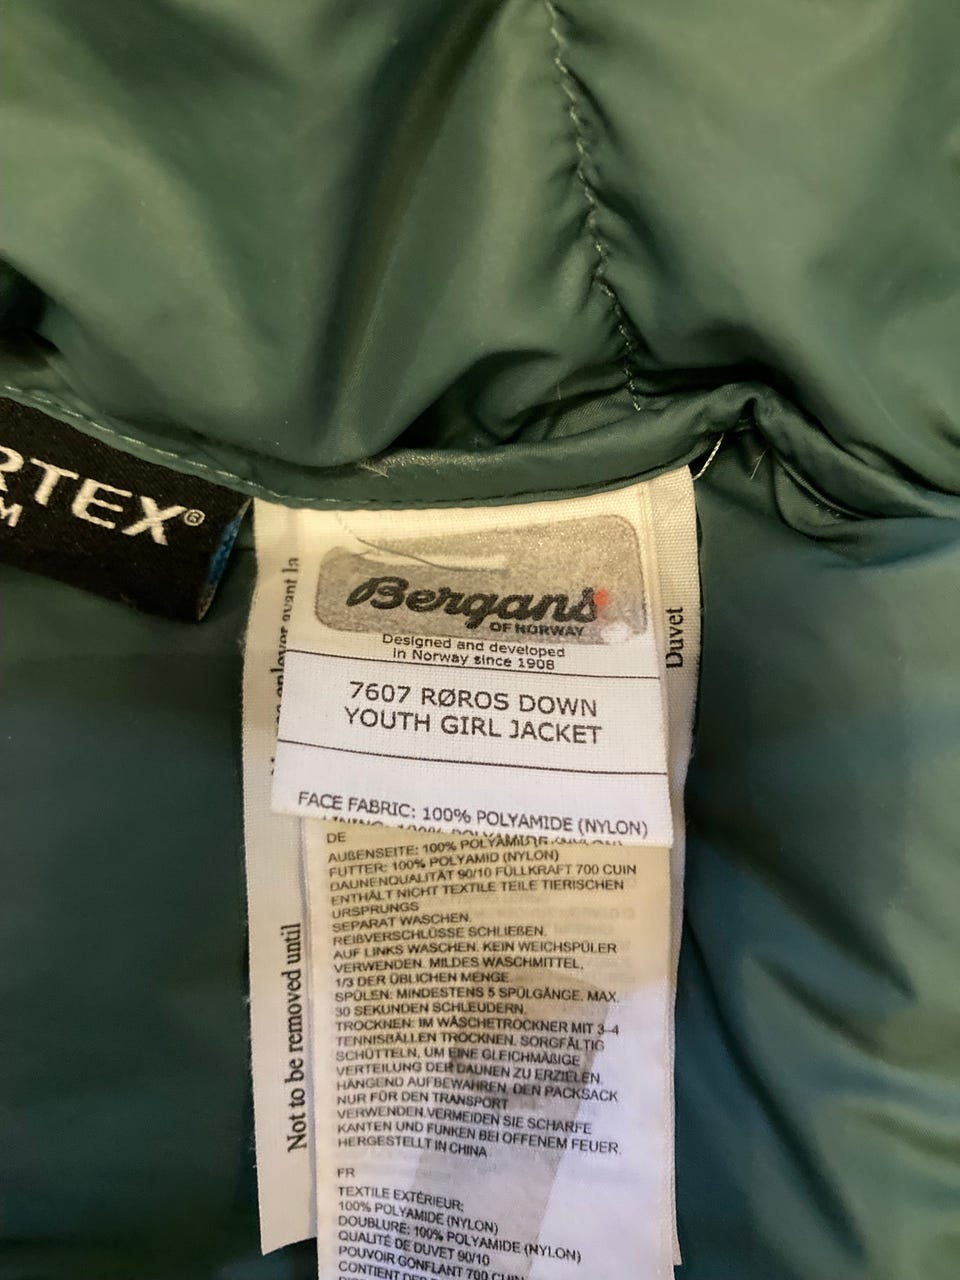 RTEX®
M
Bergans
OF NORWAY
Designed and developed
in Norway since 1908
7607 RØROS DOWN
YOUTH GIRL JACKET
FACE FABRIC: 100% POLYAMIDE (NYLON)
enlever avant la
Duvet
Not to be removed until
DE
AUßENSEITE: 100% POLYAMID (NYLON)
FUTTER: 100% POLYAMID (NYLON)
DAUNENQUALITÄT 90/10 FÜLLKRAFT 700 CUIN
ENTHÄLT NICHT TEXTILE TEILE TIERISCHEN
URSPRUNGS
SEPARAT WASCHEN.
REIßVERSCHLÜSSE SCHLIEßEN.
AUF LINKS WASCHEN. KEIN WEICHSPÜLER
VERWENDEN. MILDES WASCHMITTEL,
1/3 DER ÜBLICHEN MENGE
SPÜLEN: MINDESTENS 5 SPÜLGÄNGE, MAX.
30 SEKUNDEN SCHLEUDERN.
TROCKNEN: IM WÄSCHETROCKNER MIT 3-4
TENNISBÄLLEN TROCKNEN. SORGFÄLTIG
SCHÜTTELN, UM EINE GLEICHMÄßIGE
VERTEILUNG DER DAUNEN ZU ERZIELEN.
HÄNGEND AUFBEWAHREN, DEN PACKSACK
NUR FÜR DEN TRANSPORT
VERWENDEN.VERMEIDEN SIE SCHARFE
KANTEN UND FUNKEN BEI OFFENEM FEUER.
HERGESTELLT IN CHINA
FR
TEXTILE EXTÉRIEUR:
100% POLYAMIDE (NYLON)
DOUBLURE: 100% POLYAMIDE (NYLON)
QUALITÉ DE DUVET 90/10
POUVOIR GONFLANT 700 CUIN
CONTIENT DES